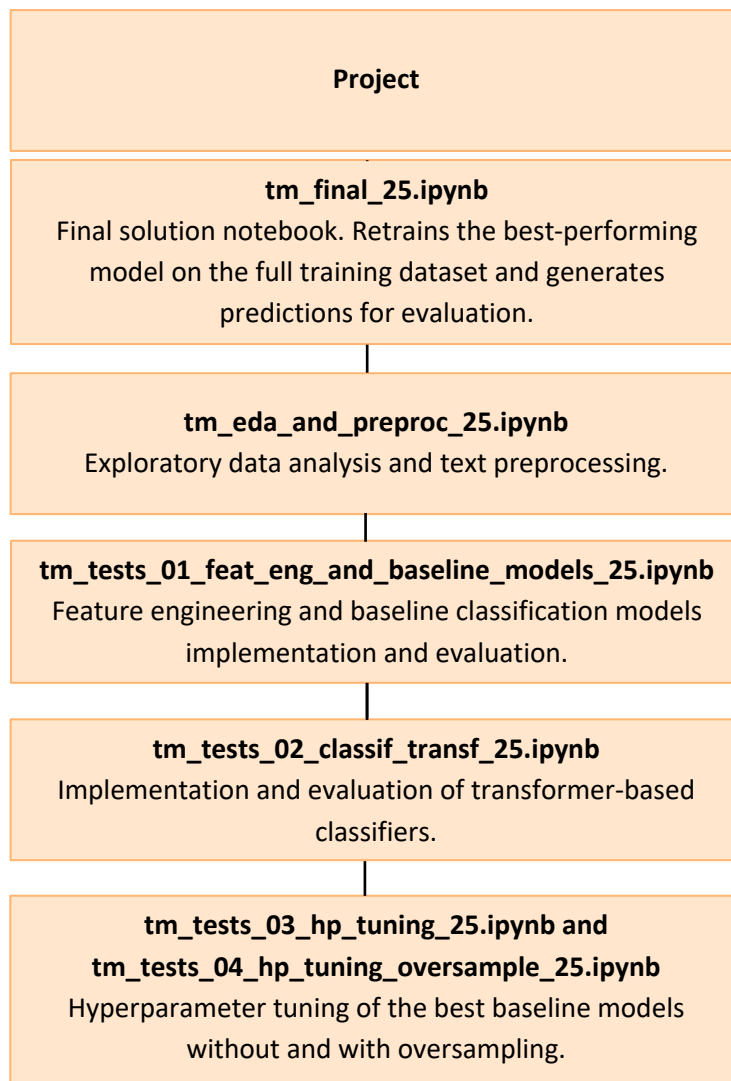 Project
tm_final_25.ipynb
Final solution notebook. Retrains the best-performing
model on the full training dataset and generates
predictions for evaluation.
tm_eda_and_preproc_25.ipynb
Exploratory data analysis and text preprocessing.
tm_tests_01_feat_eng_and_baseline_models_25.ipynb
Feature engineering and baseline classification models
implementation and evaluation.
tm_tests_02_classif_transf_25.ipynb
Implementation and evaluation of transformer-based
classifiers.
tm_tests_03_hp_tuning_25.ipynb and
tm_tests_04_hp_tuning_oversample_25.ipynb
Hyperparameter tuning of the best baseline models
without and with oversampling.